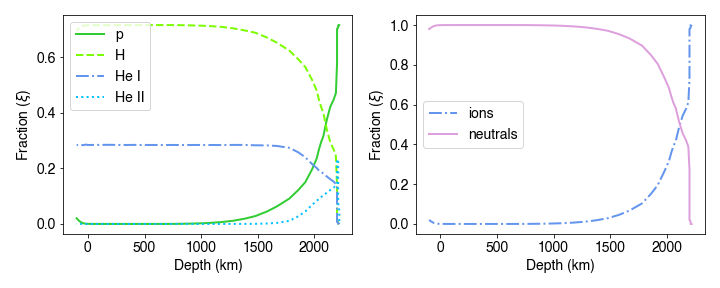 p
H
He I
He II
Fraction (ξ)
0.6
0.4
0.2
0.0
0
500
1000
1500
2000
Depth (km)
ions
neutrals
Fraction (ξ)
1.0
0.8
0.6
0.4
0.2
0.0
0
500
1000
1500
2000
Depth (km)